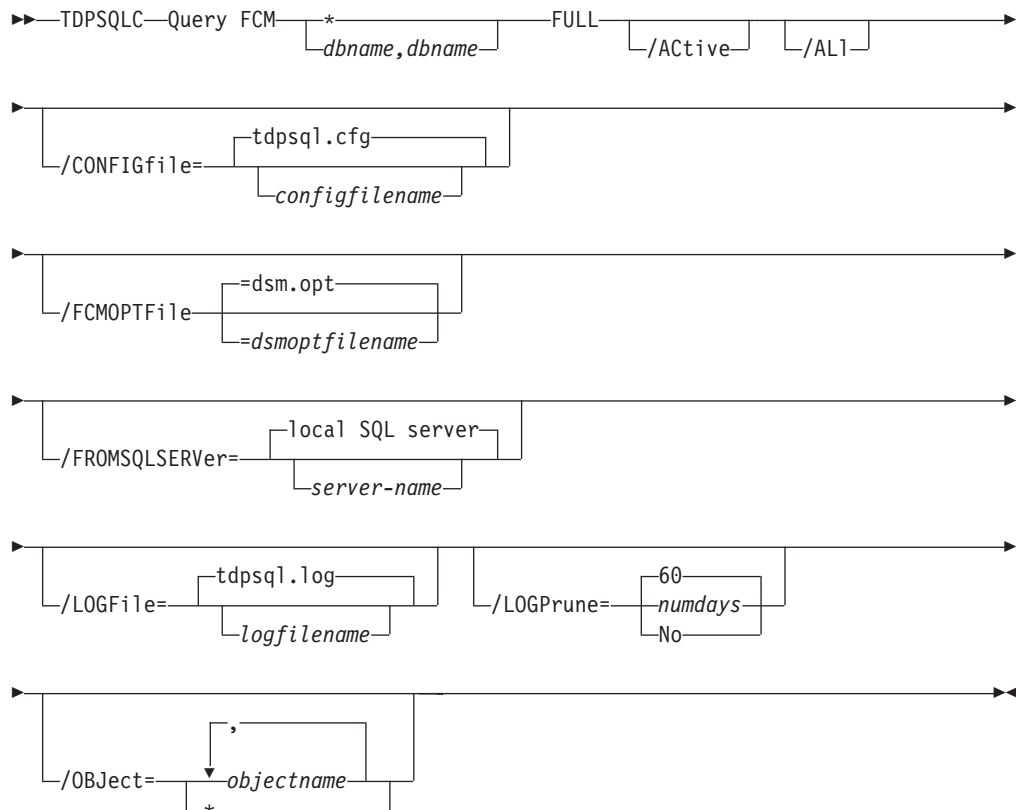 TDPSQLC Query FCM * FULL /ACtive /ALl
dbname,dbname
tdpsql.cfg
/CONFIGfile=
configfilename
=dsm.opt
/FCMOPTFile
=dsmoptfilename
local SQL server
/FROMSQLSERVer=
server-name
tdpsql.log 60
/LOGFile= /LOGPrune= numdays
logfilename No
,
/OBJect= objectname
*